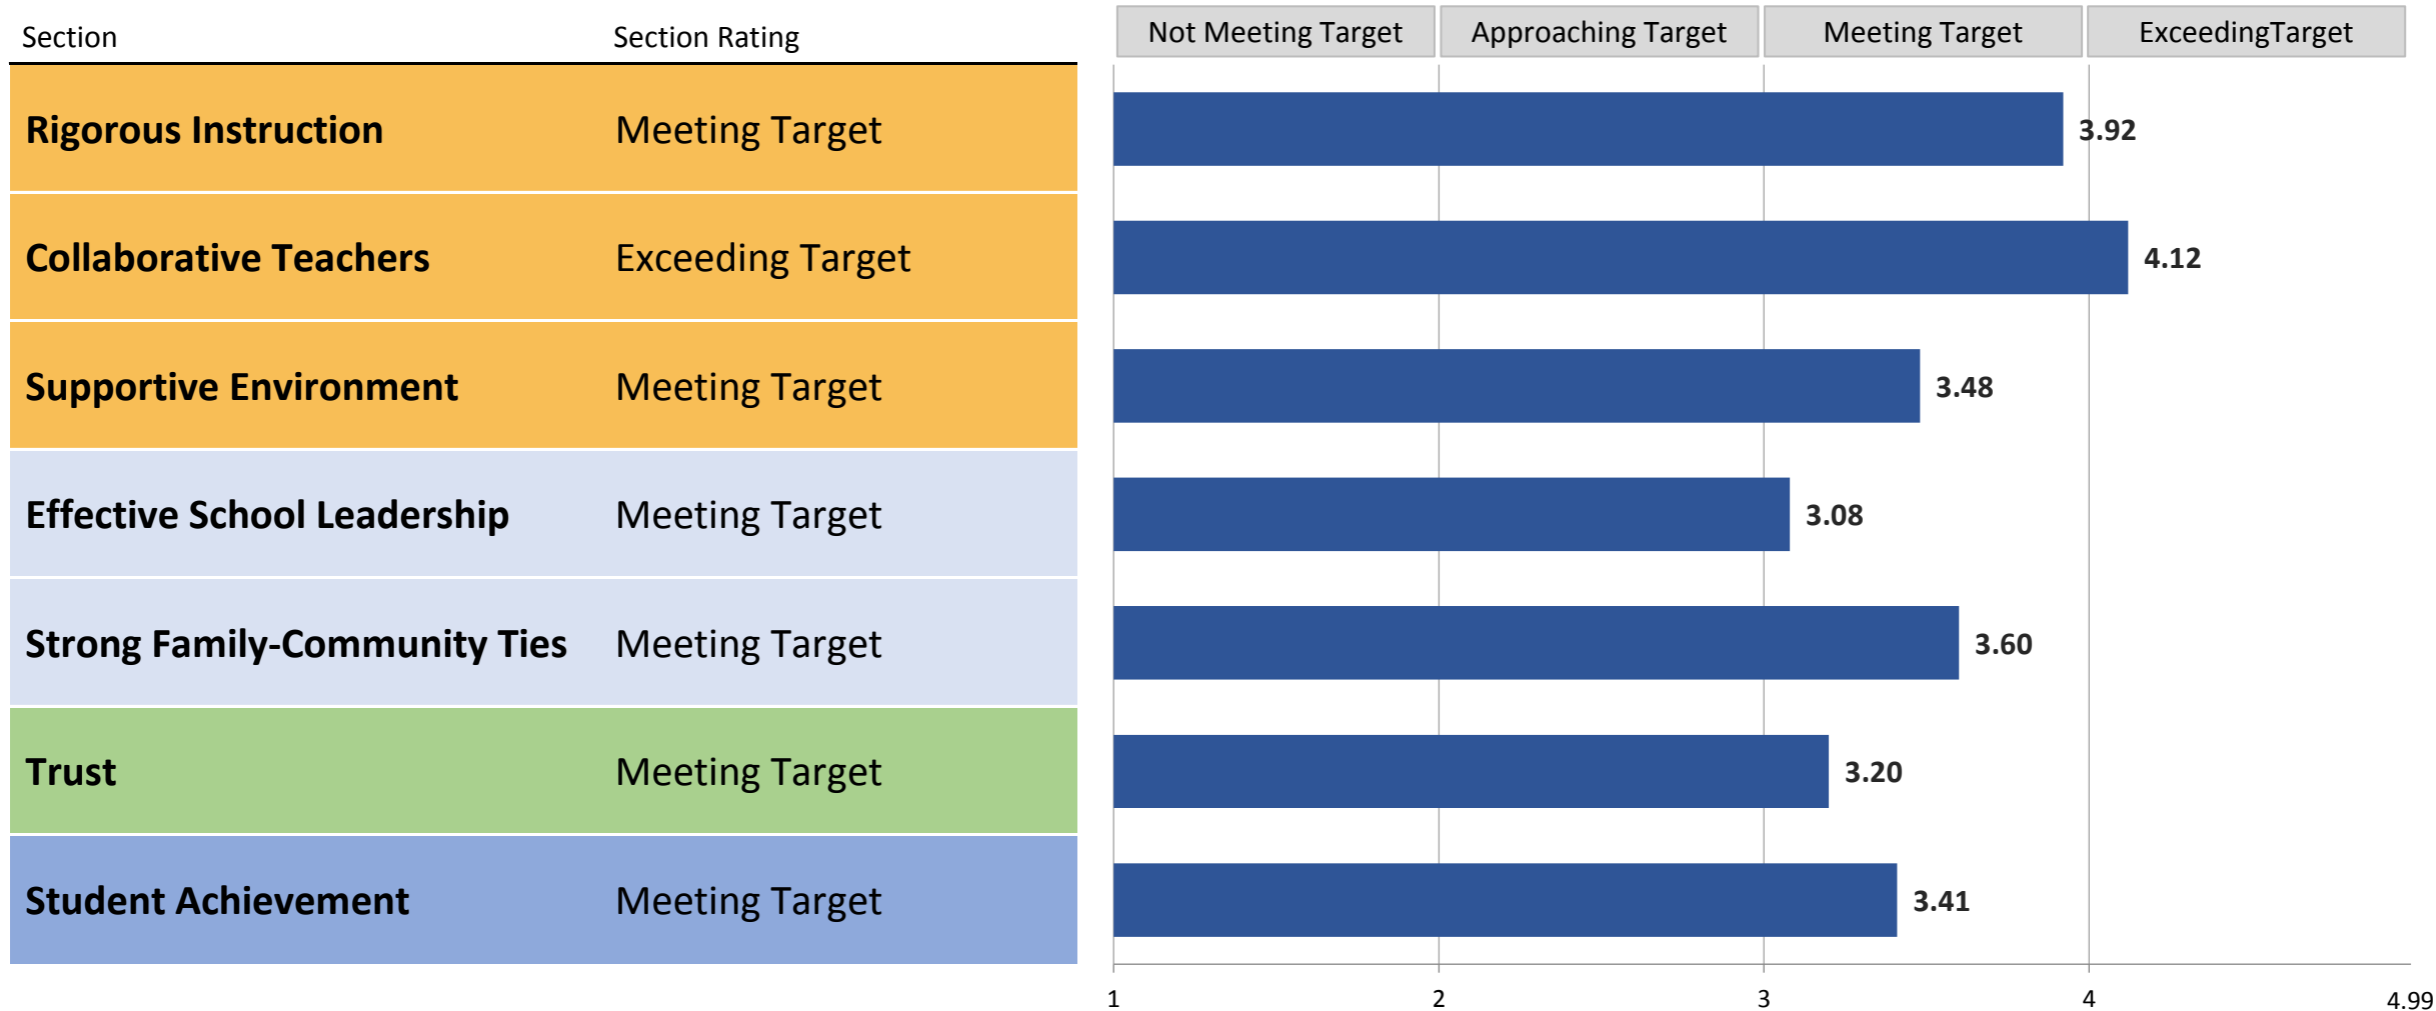 Section Section Rating Not Meeting Target Approaching Target Meeting Target ExceedingTarget
Rigorous Instruction Meeting Target 3.92
Collaborative Teachers Exceeding Target 4.12
Supportive Environment Meeting Target 3.48
Effective School Leadership Meeting Target 3.08
Strong Family-Community Ties Meeting Target 3.60
Trust Meeting Target 3.20
Student Achievement Meeting Target 3.41
1 2 3 4 4.99